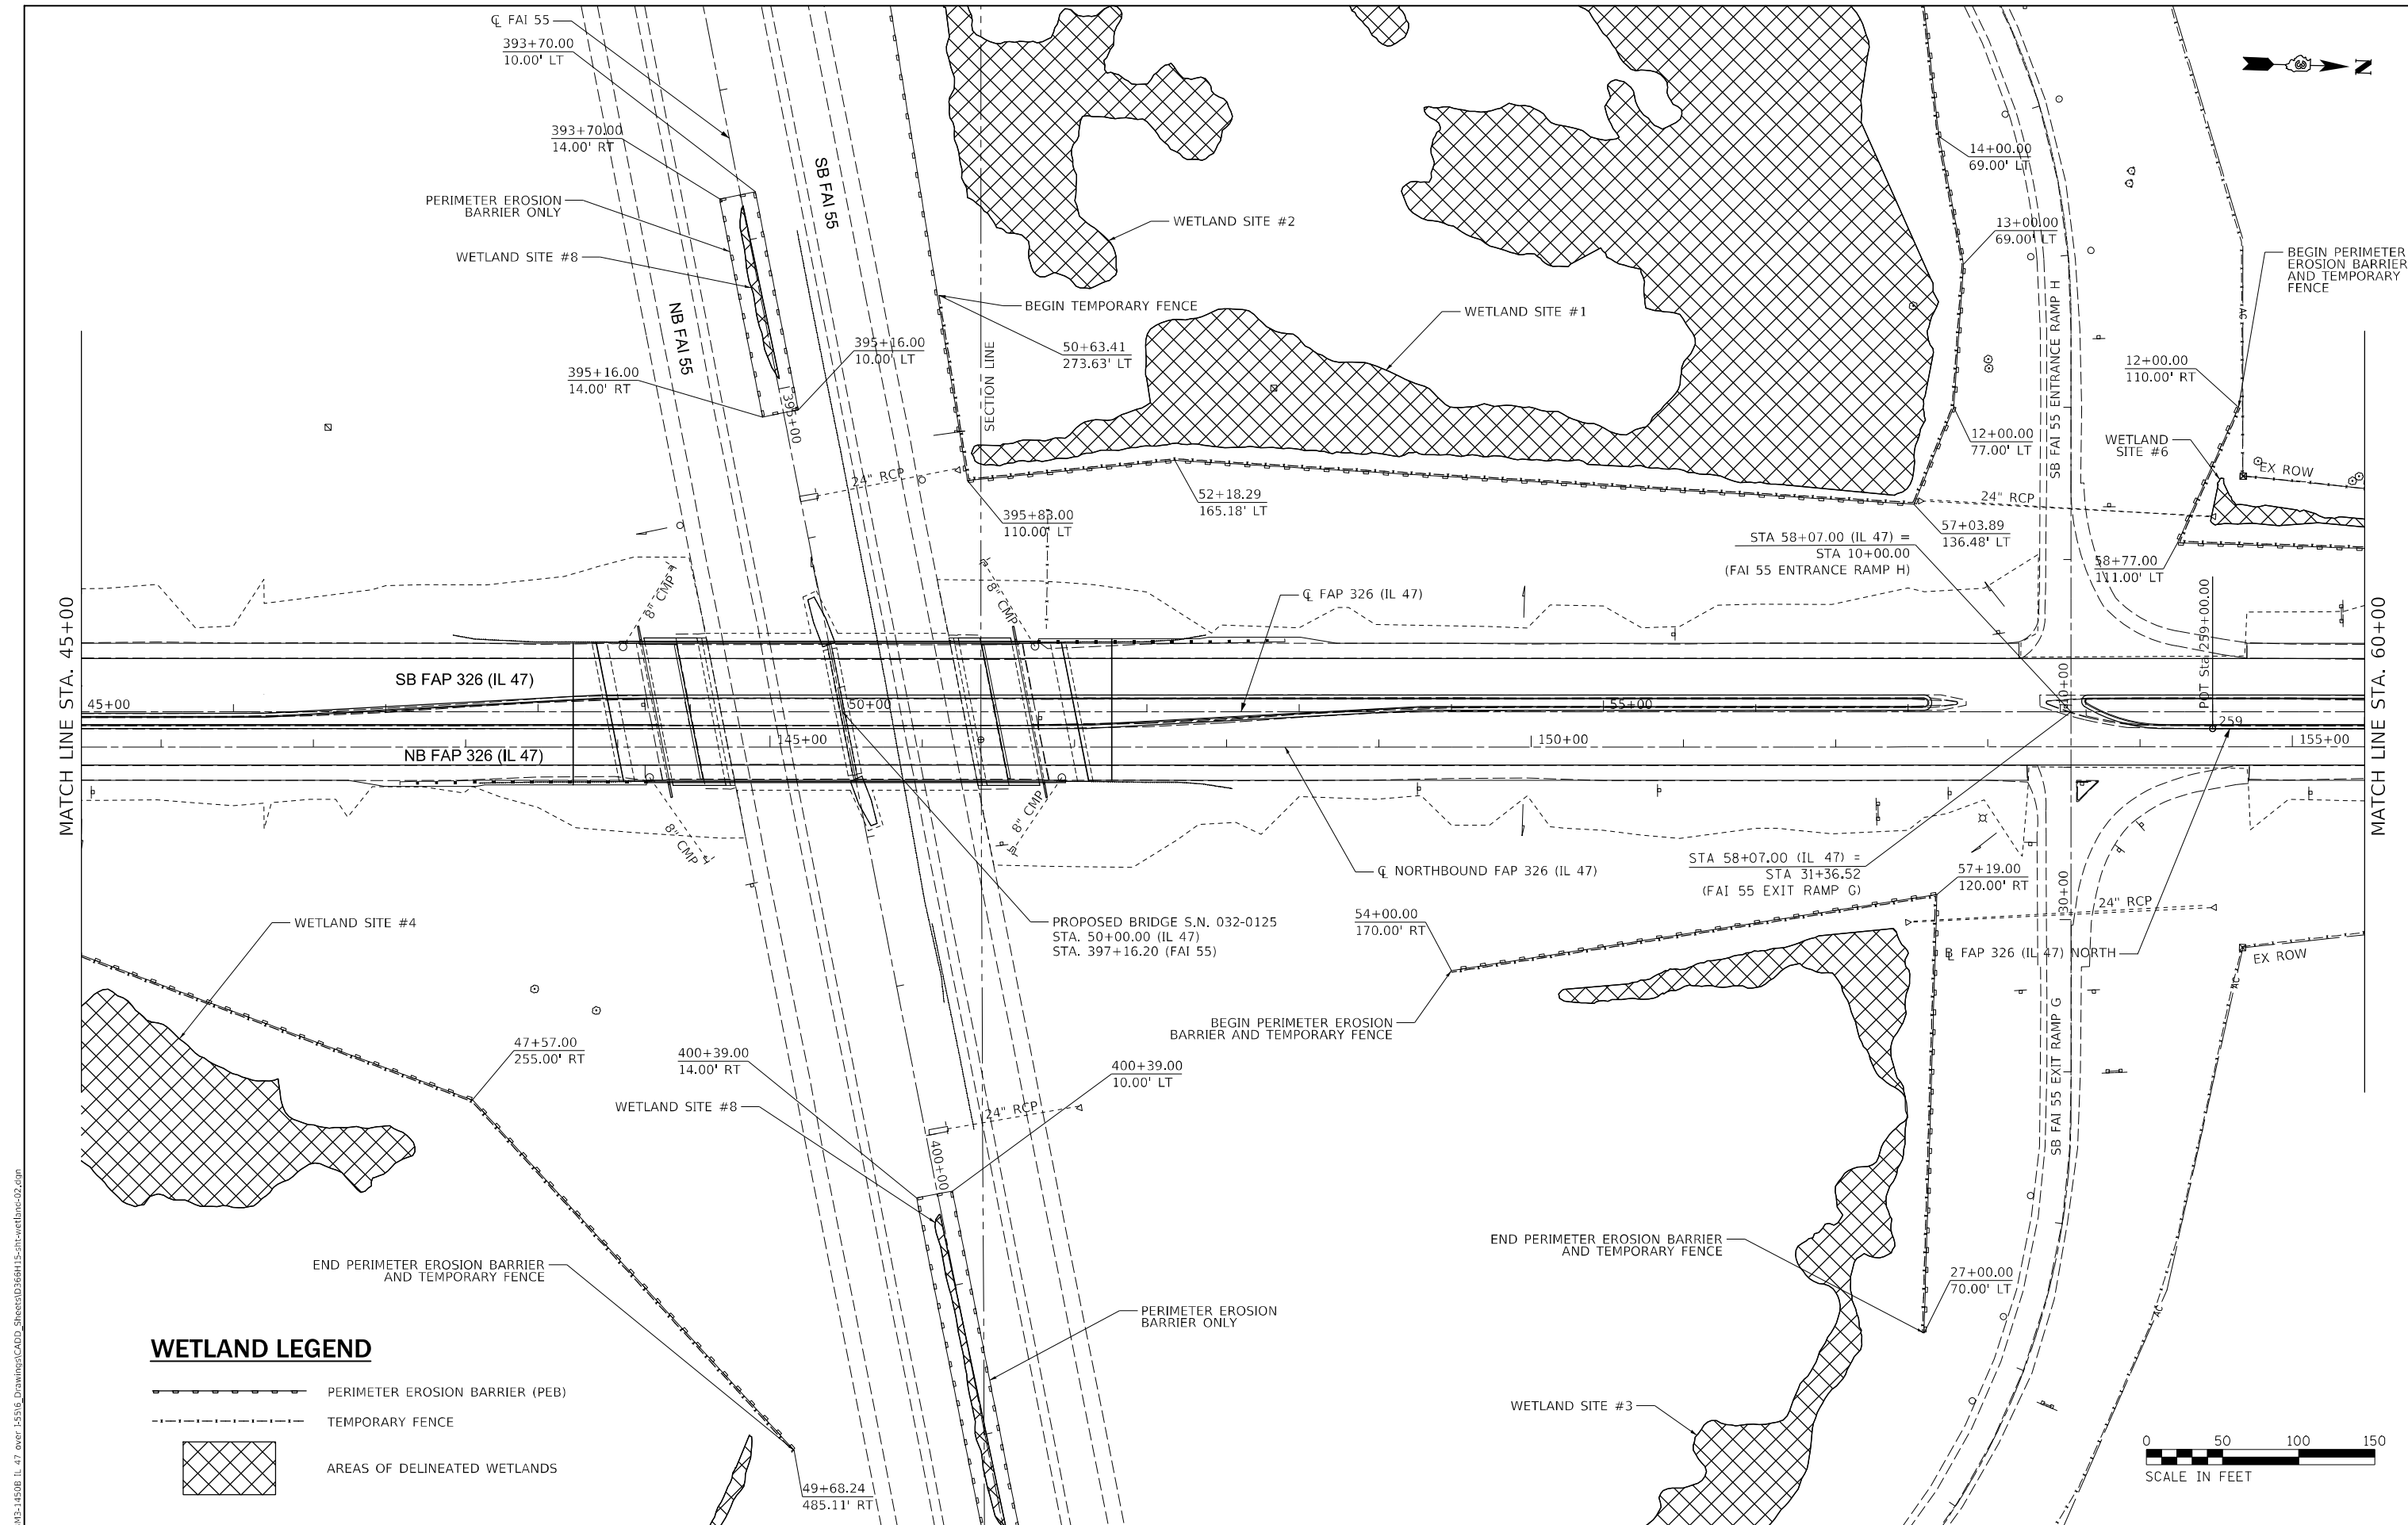 ℄ FAI 55
393+70.00
10.00' LT
393+70.00
14.00' RT
PERIMETER EROSION
BARRIER ONLY
WETLAND SITE #8
NB FAI 55
SB FAI 55
395+16.00
14.00' RT
395+16.00
10.00' LT
395+00
BEGIN TEMPORARY FENCE
50+63.41
273.63' LT
SECTION LINE
WETLAND SITE #2
WETLAND SITE #1
14+00.00
69.00' LT
13+00.00
69.00' LT
SB FAI 55 ENTRANCE RAMP H
N
BEGIN PERIMETER
EROSION BARRIER
AND TEMPORARY
FENCE
AC
12+00.00
110.00' RT
12+00.00
77.00' LT
WETLAND
SITE #6
EX ROW
24" RCP
24" RCP
395+83.00
110.00' LT
52+18.29
165.18' LT
57+03.89
136.48' LT
STA 58+07.00 (IL 47) =
STA 10+00.00
(FAI 55 ENTRANCE RAMP H)
58+77.00
111.00' LT
POT Sta 259+00.00
8" CMP
8" CMP
℄ FAP 326 (IL 47)
MATCH LINE STA. 45+00
MATCH LINE STA. 60+00
SB FAP 326 (IL 47)
45+00
50+00
55+00
10+00
259
NB FAP 326 (IL 47)
145+00
150+00
155+00
8" CMP
8" CMP
℄ NORTHBOUND FAP 326 (IL 47)
STA 58+07.00 (IL 47) =
STA 31+36.52
(FAI 55 EXIT RAMP G)
57+19.00
120.00' RT
30+00
24" RCP
WETLAND SITE #4
PROPOSED BRIDGE S.N. 032-0125
STA. 50+00.00 (IL 47)
STA. 397+16.20 (FAI 55)
54+00.00
170.00' RT
FAP 326 (IL 47) NORTH
EX ROW
AC
BEGIN PERIMETER EROSION
BARRIER AND TEMPORARY FENCE
47+57.00
255.00' RT
400+39.00
14.00' RT
400+39.00
10.00' LT
WETLAND SITE #8
24" RCP
400+00
SB FAI 55 EXIT RAMP G
END PERIMETER EROSION BARRIER
AND TEMPORARY FENCE
END PERIMETER EROSION BARRIER
AND TEMPORARY FENCE
27+00.00
70.00' LT
AC
PERIMETER EROSION
BARRIER ONLY
WETLAND SITE #3
49+68.24
485.11' RT
WETLAND LEGEND
PERIMETER EROSION BARRIER (PEB)
TEMPORARY FENCE
AREAS OF DELINEATED WETLANDS
0 50 100 150
SCALE IN FEET